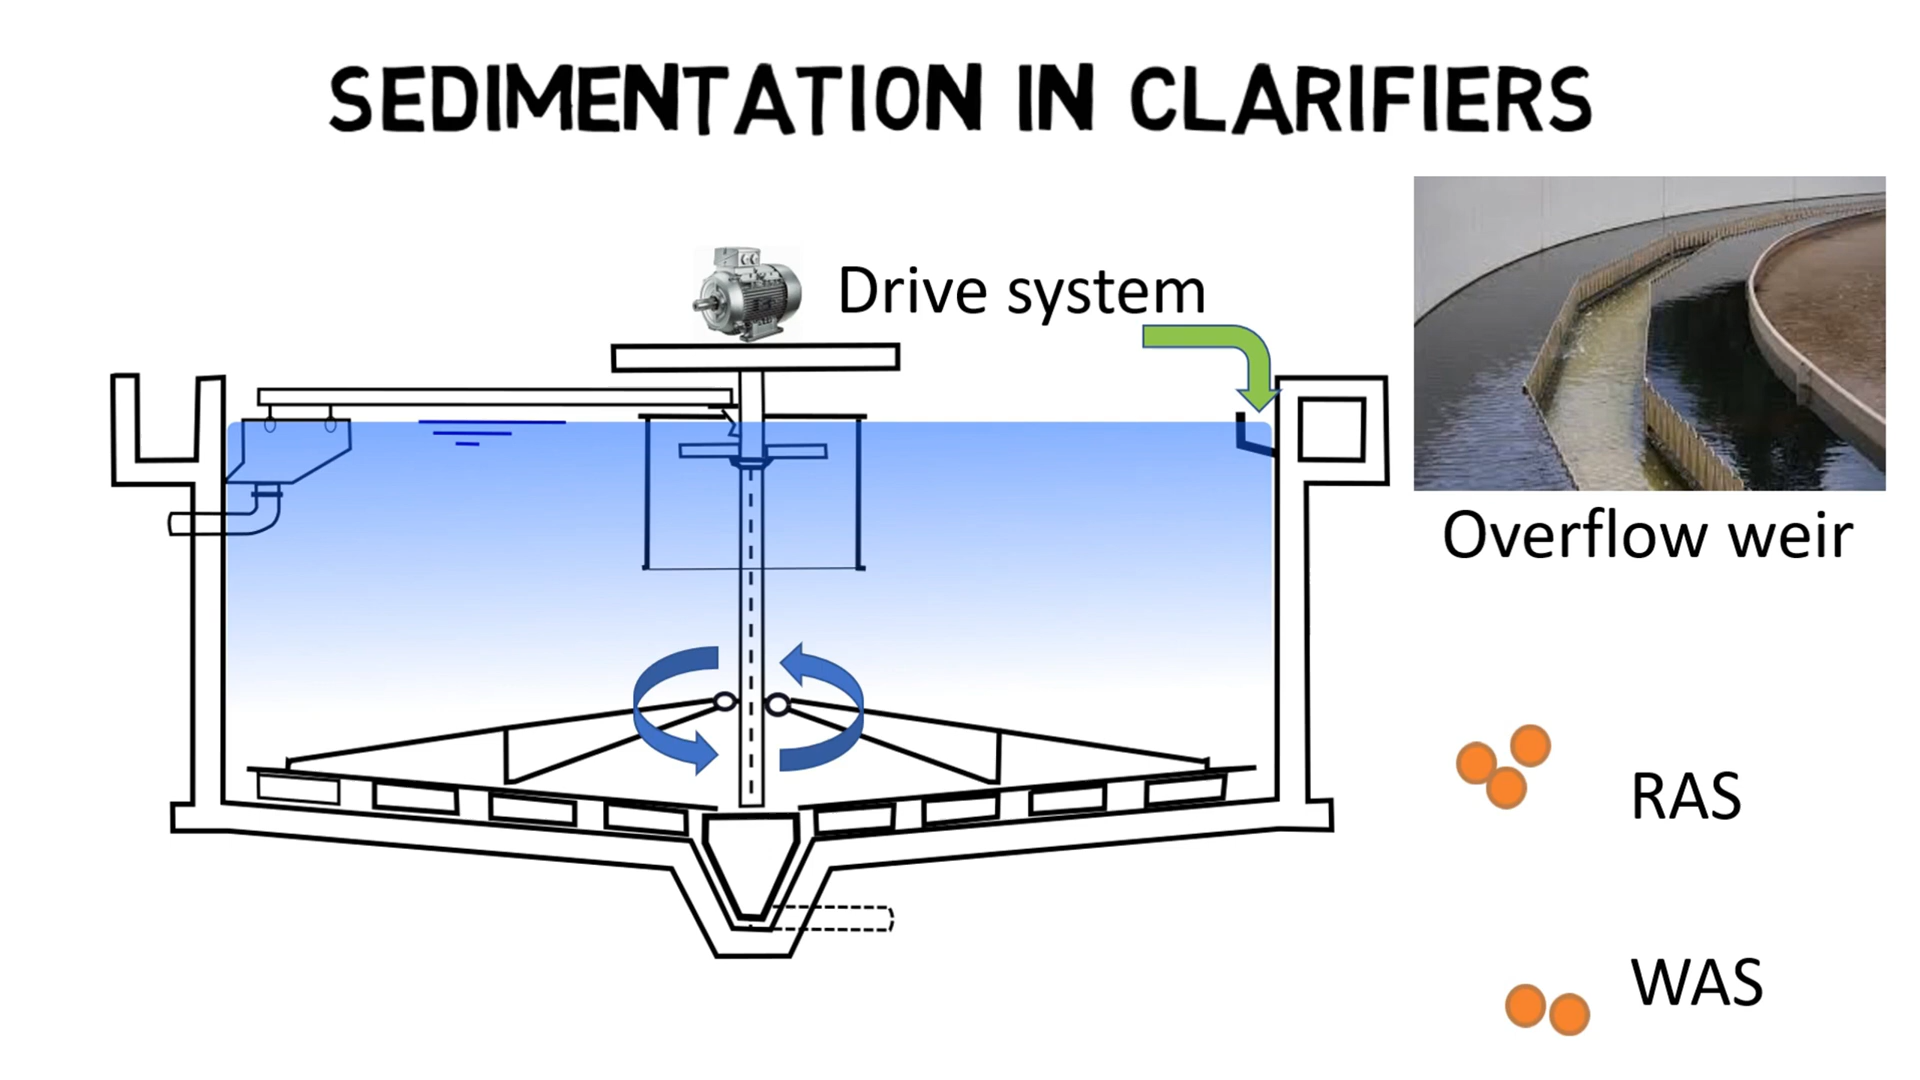 SEDIMENTATION IN CLARIFIERS
Drive system
Overflow weir
RAS
WAS